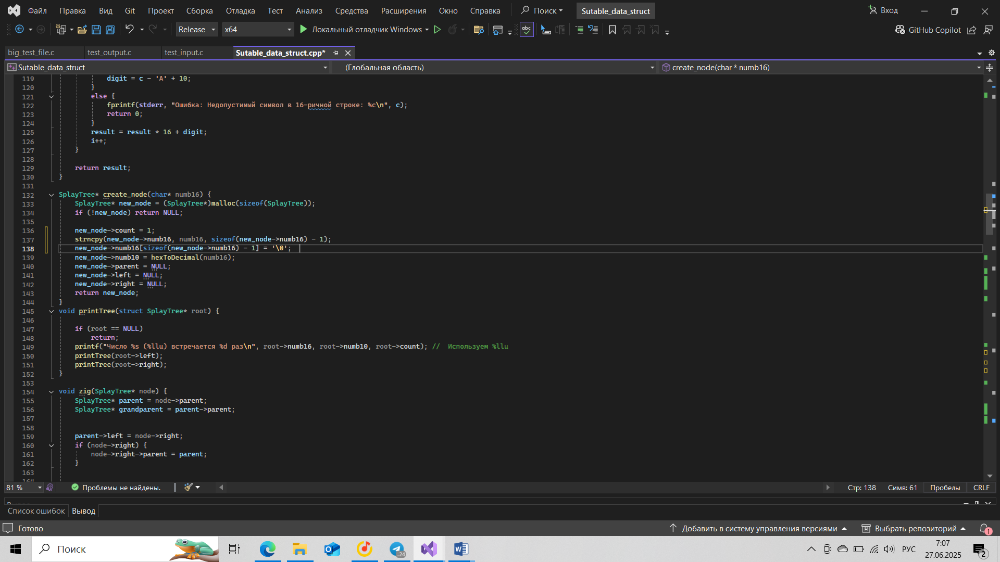 Файл Правка Вид Git Проект Сборка Отладка Тест Анализ Средства Расширения Окно Справка Поиск Sutable_data_struct Вход
Release x64 Локальный отладчик Windows abc GitHub Copilot
big_test_file.c test_output.c test_input.c Sutable_data_struct.cpp*
Sutable_data_struct (Глобальная область) create_node(char * numb16)
119 digit = c - 'A' + 10;
120 }
121 else {
122 fprintf(stderr, "Ошибка: Недопустимый символ в 16-ричной строке: %c\n", c);
123 return 0;
124 }
125 result = result * 16 + digit;
126 i++;
127 }
128
129 return result;
130 }
131
132 SplayTree* create_node(char* numb16) {
133 SplayTree* new_node = (SplayTree*)malloc(sizeof(SplayTree));
134 if (!new_node) return NULL;
135
136 new_node->count = 1;
137 strncpy(new_node->numb16, numb16, sizeof(new_node->numb16) - 1);
138 new_node->numb16[sizeof(new_node->numb16) - 1] = '\0';
139 new_node->numb10 = hexToDecimal(numb16);
140 new_node->parent = NULL;
141 new_node->left = NULL;
142 new_node->right = NULL;
143 return new_node;
144 }
145 void printTree(struct SplayTree* root) {
146
147 if (root == NULL)
148 return;
149 printf("Число %s (%llu) встречается %d раз\n", root->numb16, root->numb10, root->count); // Используем %llu
150 printTree(root->left);
151 printTree(root->right);
152 }
153
154 void zig(SplayTree* node) {
155 SplayTree* parent = node->parent;
156 SplayTree* grandparent = parent->parent;
157
158
159 parent->left = node->right;
160 if (node->right) {
161 node->right->parent = parent;
162 }
163
81 % Проблемы не найдены. Стр: 138 Симв: 61 Пробелы CRLF
Список ошибок Вывод
Готово Добавить в систему управления версиями Выбрать репозиторий 1
Поиск 24 РУС 7:07 27.06.2025 2